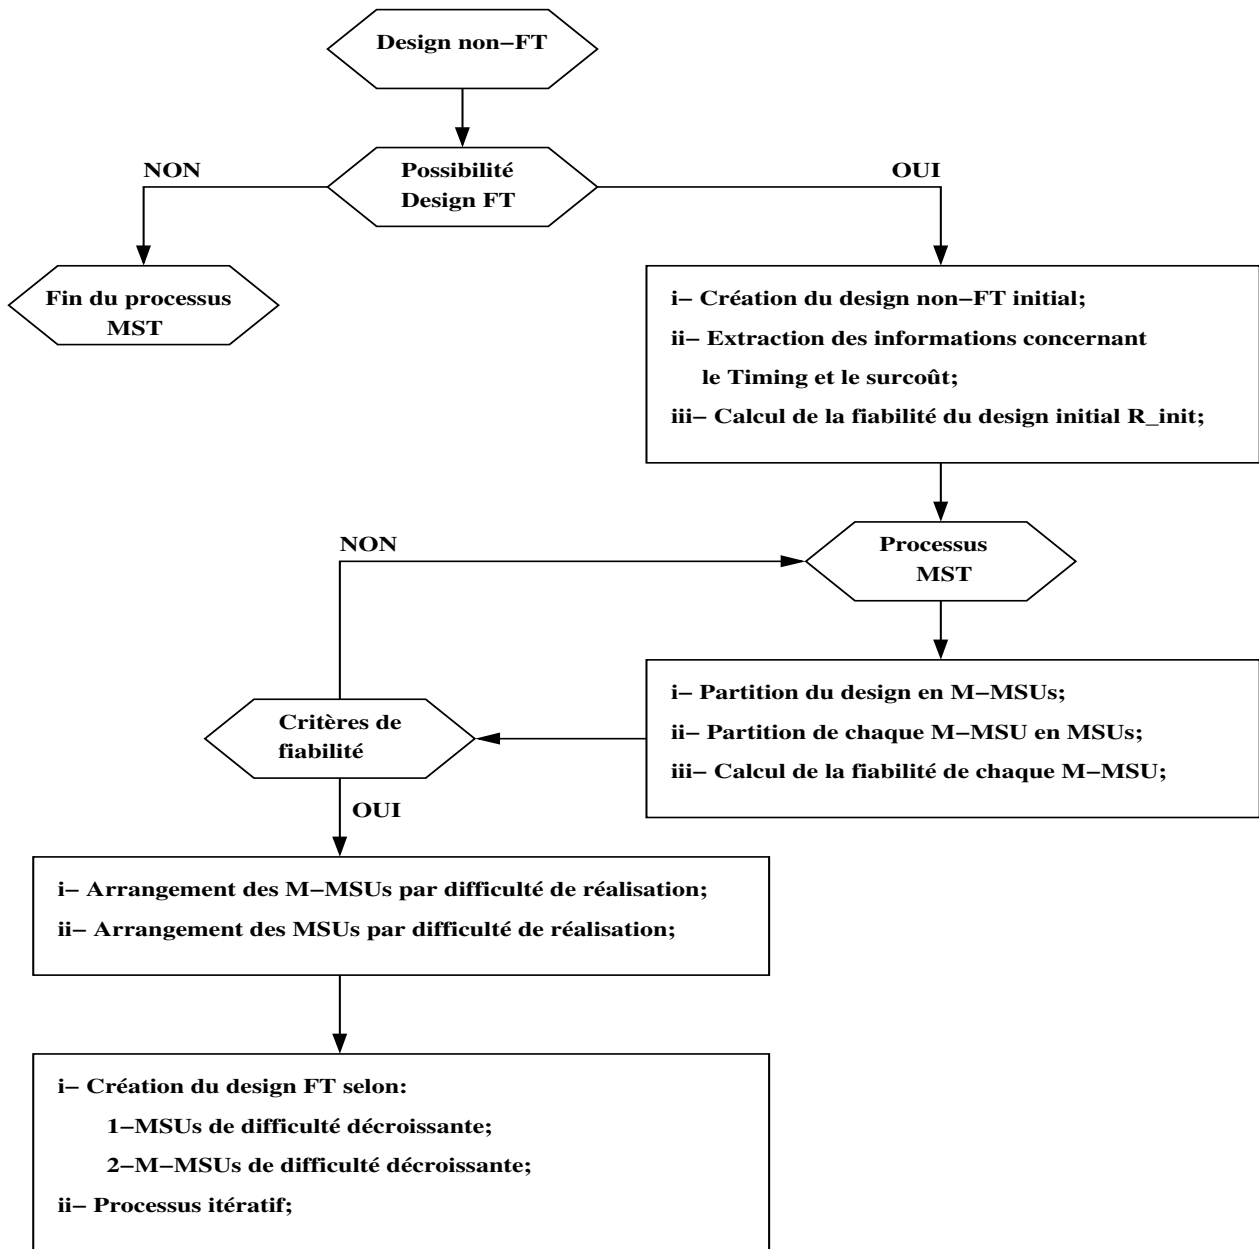 Design non–FT
NON
Possibilité
Design FT
OUI
Fin du processus
MST
i– Création du design non–FT initial;
ii– Extraction des informations concernant
le Timing et le surcoût;
iii– Calcul de la fiabilité du design initial R_init;
NON
Processus
MST
i– Partition du design en M–MSUs;
ii– Partition de chaque M–MSU en MSUs;
iii– Calcul de la fiabilité de chaque M–MSU;
Critères de
fiabilité
OUI
i– Arrangement des M–MSUs par difficulté de réalisation;
ii– Arrangement des MSUs par difficulté de réalisation;
i– Création du design FT selon:
1–MSUs de difficulté décroissante;
2–M–MSUs de difficulté décroissante;
ii– Processus itératif;